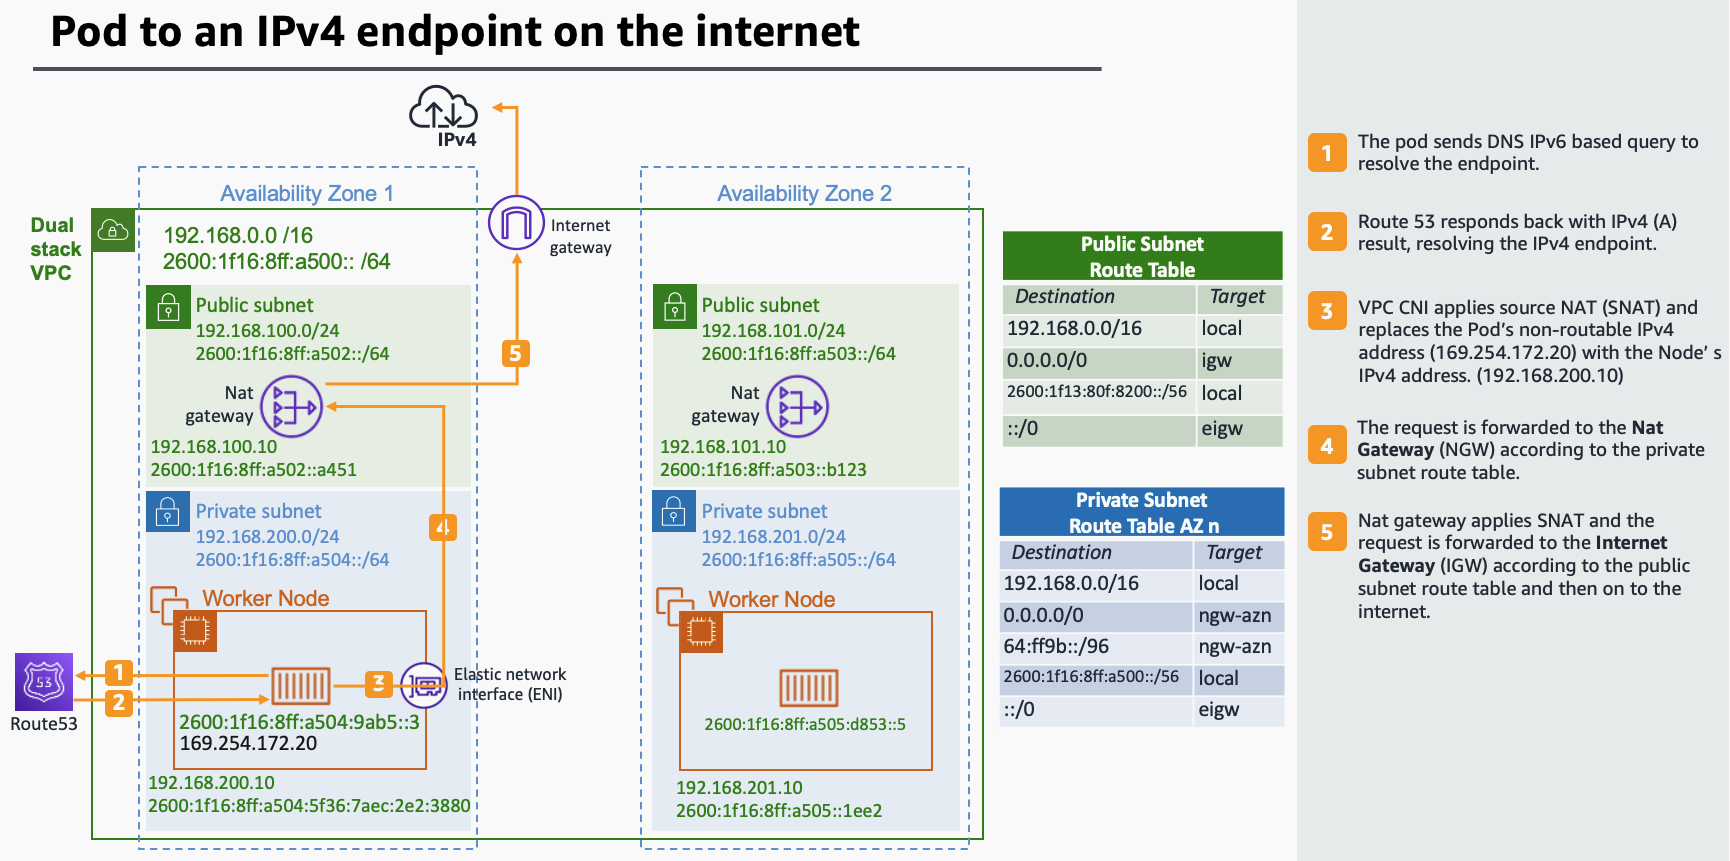 Pod to an IPv4 endpoint on the internet
IPv4
Availability Zone 1
Availability Zone 2
Dual
stack
VPC
192.168.0.0 /16
2600:1f16:8ff:a500:: /64
Internet
gateway
Public subnet
192.168.100.0/24
2600:1f16:8ff:a502::/64
Nat
gateway
192.168.100.10
2600:1f16:8ff:a502::a451
5
Private subnet
192.168.200.0/24
2600:1f16:8ff:a504::/64
4
Worker Node
53
Route53
1
2
3
Elastic network
interface (ENI)
2600:1f16:8ff:a504:9ab5::3
169.254.172.20
192.168.200.10
2600:1f16:8ff:a504:5f36:7aec:2e2:3880
Public subnet
192.168.101.0/24
2600:1f16:8ff:a503::/64
Nat
gateway
192.168.101.10
2600:1f16:8ff:a503::b123
Private subnet
192.168.201.0/24
2600:1f16:8ff:a505::/64
Worker Node
2600:1f16:8ff:a505:d853::5
192.168.201.10
2600:1f16:8ff:a505::1ee2
Public Subnet
Route Table
Destination Target
192.168.0.0/16 local
0.0.0.0/0 igw
2600:1f13:80f:8200::/56 local
::/0 eigw
Private Subnet
Route Table AZ n
Destination Target
192.168.0.0/16 local
0.0.0.0/0 ngw-azn
64:ff9b::/96 ngw-azn
2600:1f16:8ff:a500::/56 local
::/0 eigw
1 The pod sends DNS IPv6 based query to
resolve the endpoint.
2 Route 53 responds back with IPv4 (A)
result, resolving the IPv4 endpoint.
3 VPC CNI applies source NAT (SNAT) and
replaces the Pod's non-routable IPv4
address (169.254.172.20) with the Node' s
IPv4 address. (192.168.200.10)
4 The request is forwarded to the Nat
Gateway (NGW) according to the private
subnet route table.
5 Nat gateway applies SNAT and the
request is forwarded to the Internet
Gateway (IGW) according to the public
subnet route table and then on to the
internet.